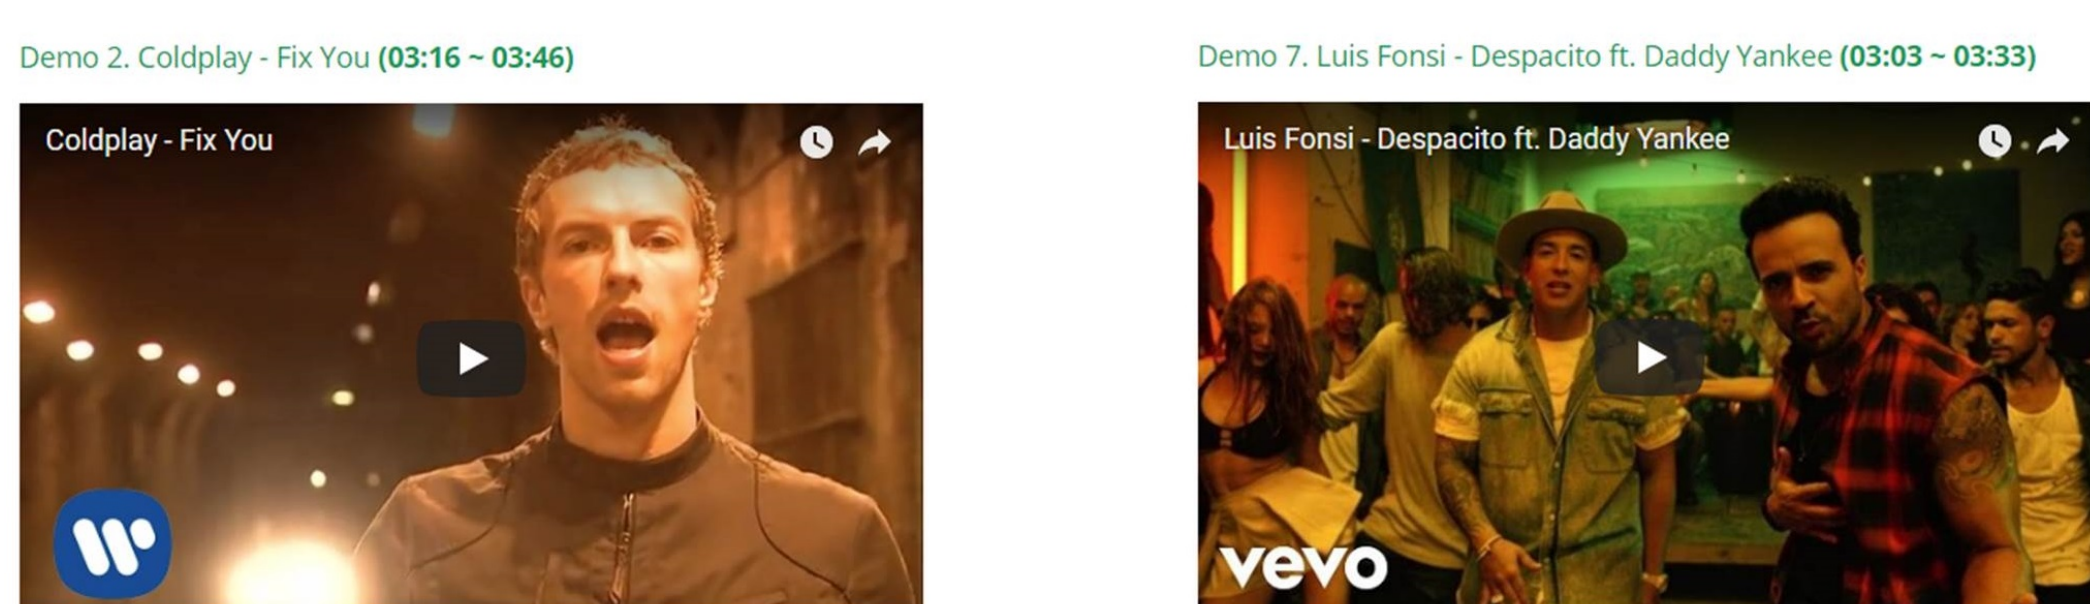 Demo 2. Coldplay - Fix You (03:16 ~ 03:46)
Coldplay - Fix You
Demo 7. Luis Fonsi - Despacito ft. Daddy Yankee (03:03 ~ 03:33)
Luis Fonsi - Despacito ft. Daddy Yankee
vevo